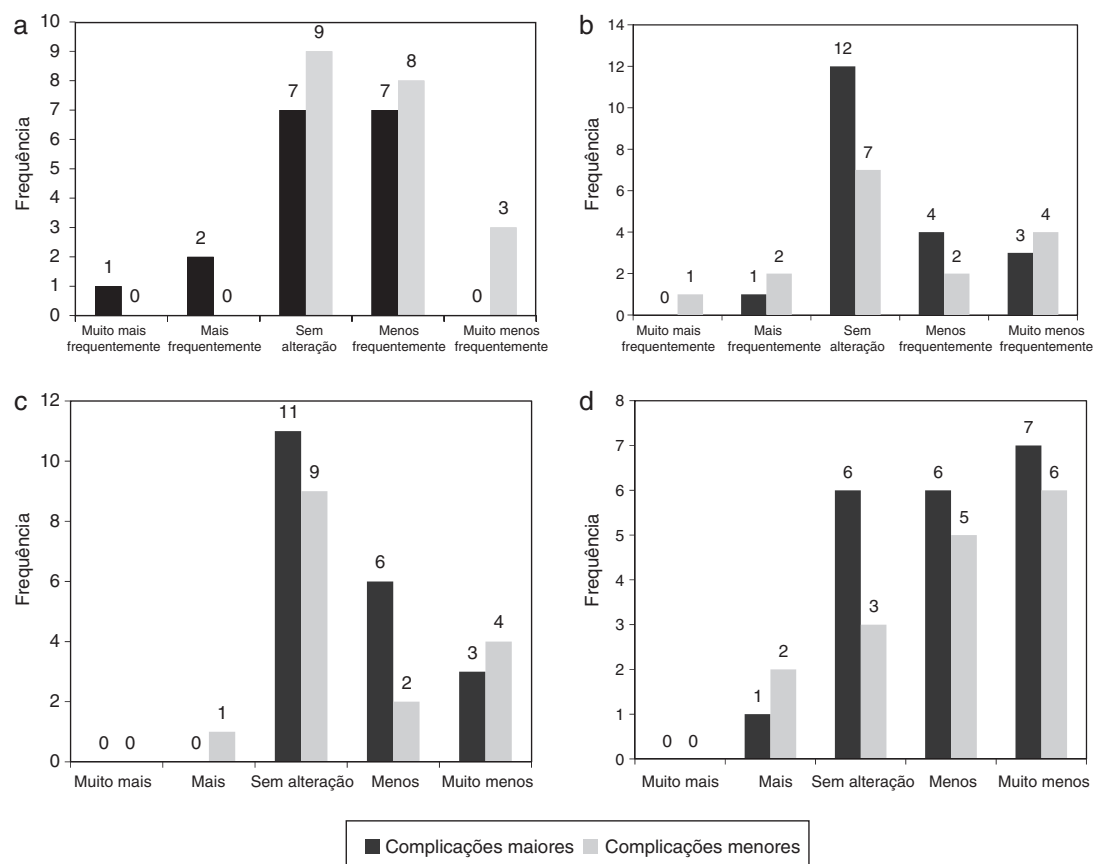 a
Frequência
10
9
8
7
6
5
4
3
2
1
0
1
0
2
0
7
9
7
8
0
3
Muito mais
frequentemente
Mais
frequentemente
Sem
alteração
Menos
frequentemente
Muito menos
frequentemente
b
Frequência
14
12
10
8
6
4
2
0
0
1
1
2
12
7
4
2
3
4
Muito mais
frequentemente
Mais
frequentemente
Sem
alteração
Menos
frequentemente
Muito menos
frequentemente
c
Frequência
12
10
8
6
4
2
0
0
0
0
1
11
9
6
2
3
4
Muito mais
Mais
Sem alteração
Menos
Muito menos
d
Frequência
8
7
6
5
4
3
2
1
0
0
0
1
2
6
3
6
5
7
6
Muito mais
Mais
Sem alteração
Menos
Muito menos
Complicações maiores
Complicações menores